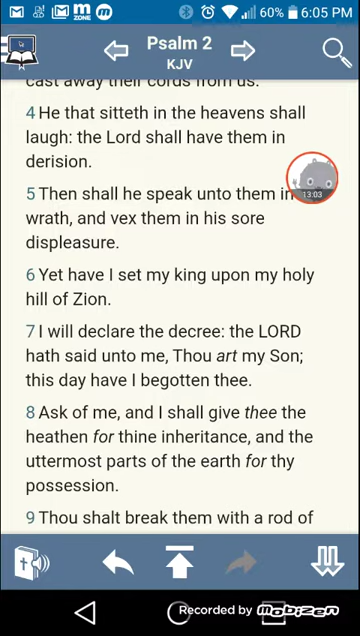 M ZONE 60% 6:05 PM
Psalm 2
KJV
cast away their cords from us.
4 He that sitteth in the heavens shall
laugh: the Lord shall have them in
derision.
5 Then shall he speak unto them in
wrath, and vex them in his sore
displeasure.
13:03
6 Yet have I set my king upon my holy
hill of Zion.
7 I will declare the decree: the LORD
hath said unto me, Thou art my Son;
this day have I begotten thee.
8 Ask of me, and I shall give thee the
heathen for thine inheritance, and the
uttermost parts of the earth for thy
possession.
9 Thou shalt break them with a rod of
Recorded by mobizen